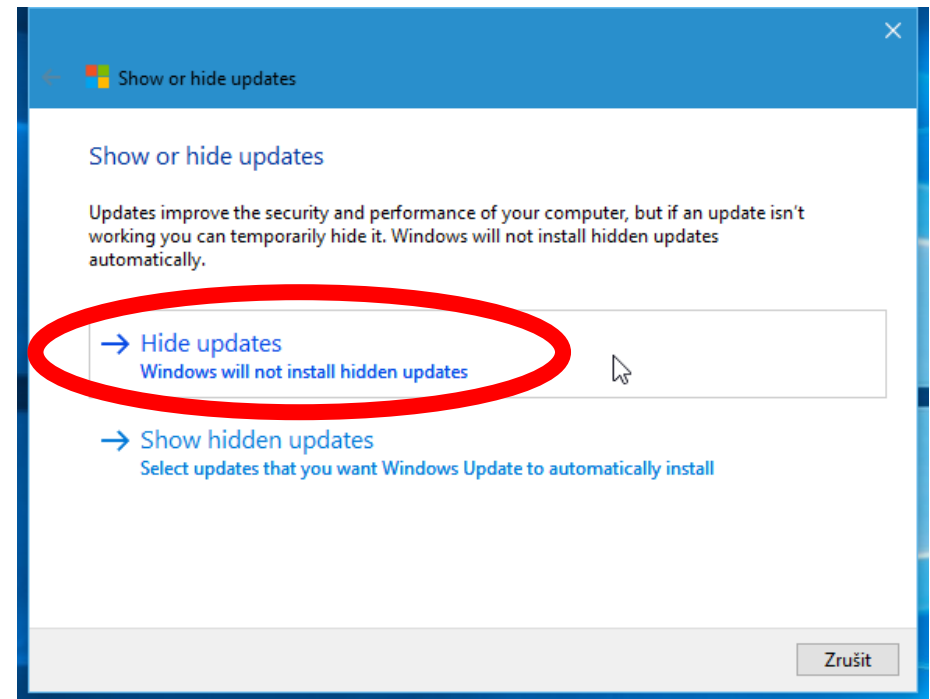 Show or hide updates
Show or hide updates
Updates improve the security and performance of your computer, but if an update isn't
working you can temporarily hide it. Windows will not install hidden updates
automatically.
Hide updates
Windows will not install hidden updates
Show hidden updates
Select updates that you want Windows Update to automatically install
Zrušit